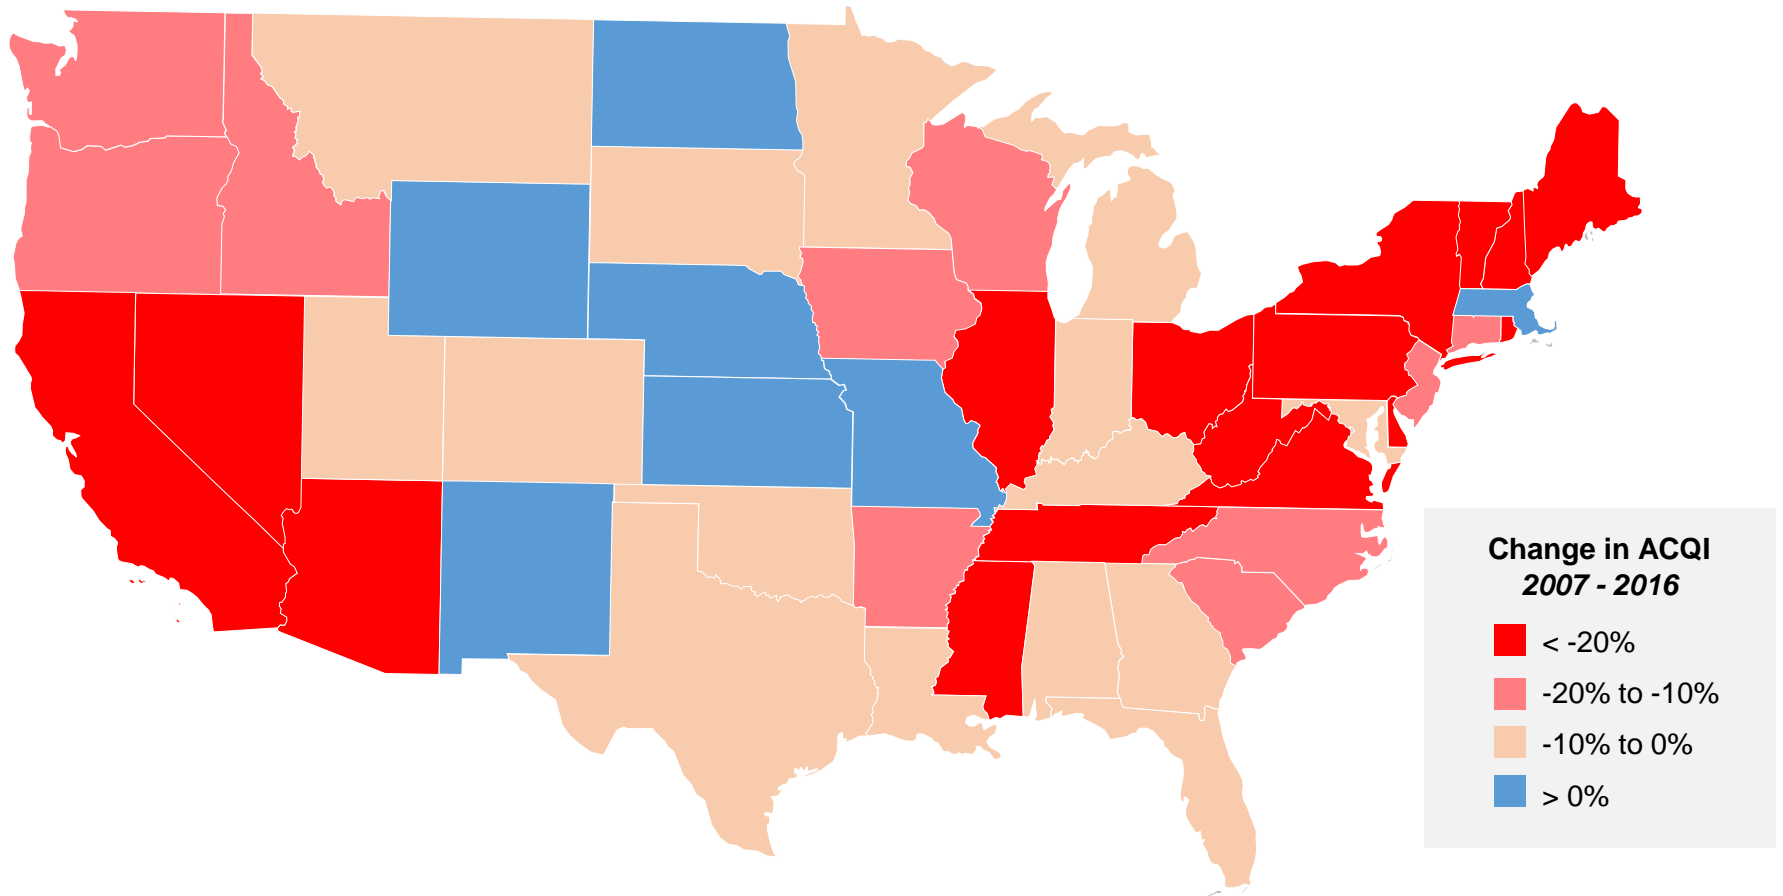 Change in ACQI
2007 - 2016
< -20%
-20% to -10%
-10% to 0%
> 0%